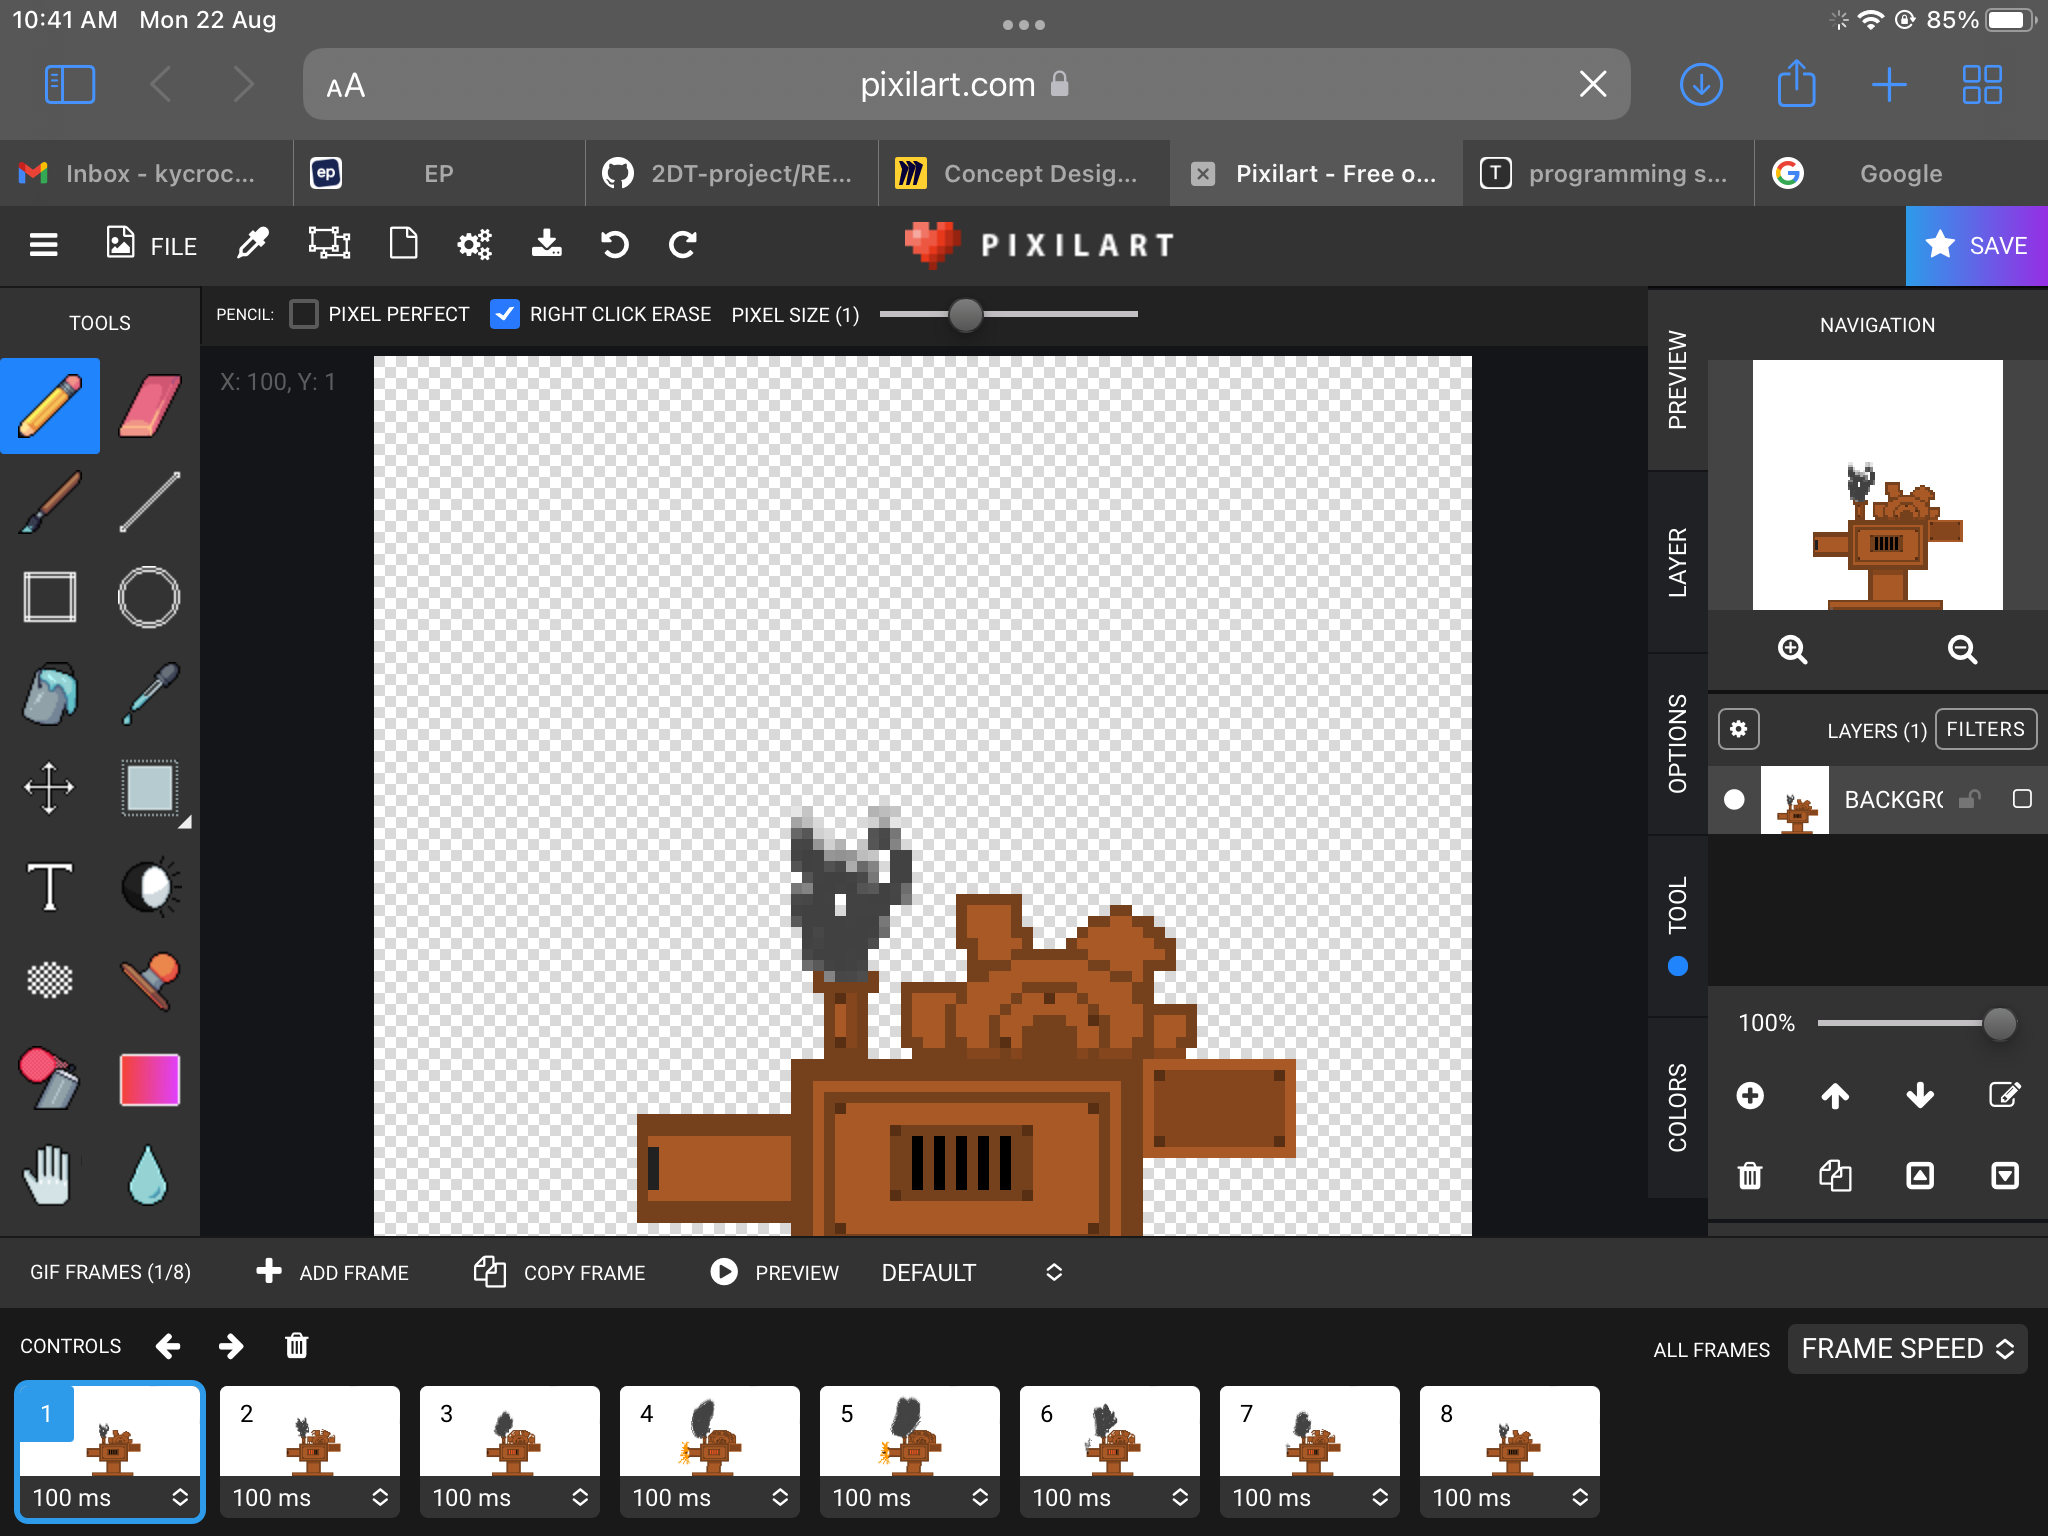 10:41 AM Mon 22 Aug
85%
AA
pixilart.com
Inbox - kycroc...
ep
EP
2DT-project/RE...
Concept Desig...
Pixilart - Free o...
T
programming s...
Google
FILE
PIXILART
SAVE
TOOLS
PENCIL: PIXEL PERFECT RIGHT CLICK ERASE PIXEL SIZE (1)
X: 100, Y: 1
T
PREVIEW
LAYER
OPTIONS
TOOL
COLORS
NAVIGATION
LAYERS (1)
FILTERS
BACKGR
100%
GIF FRAMES (1/8)
ADD FRAME
COPY FRAME
PREVIEW
DEFAULT
CONTROLS
ALL FRAMES
FRAME SPEED
1 2 3 4 5 6 7 8
100 ms 100 ms 100 ms 100 ms 100 ms 100 ms 100 ms 100 ms